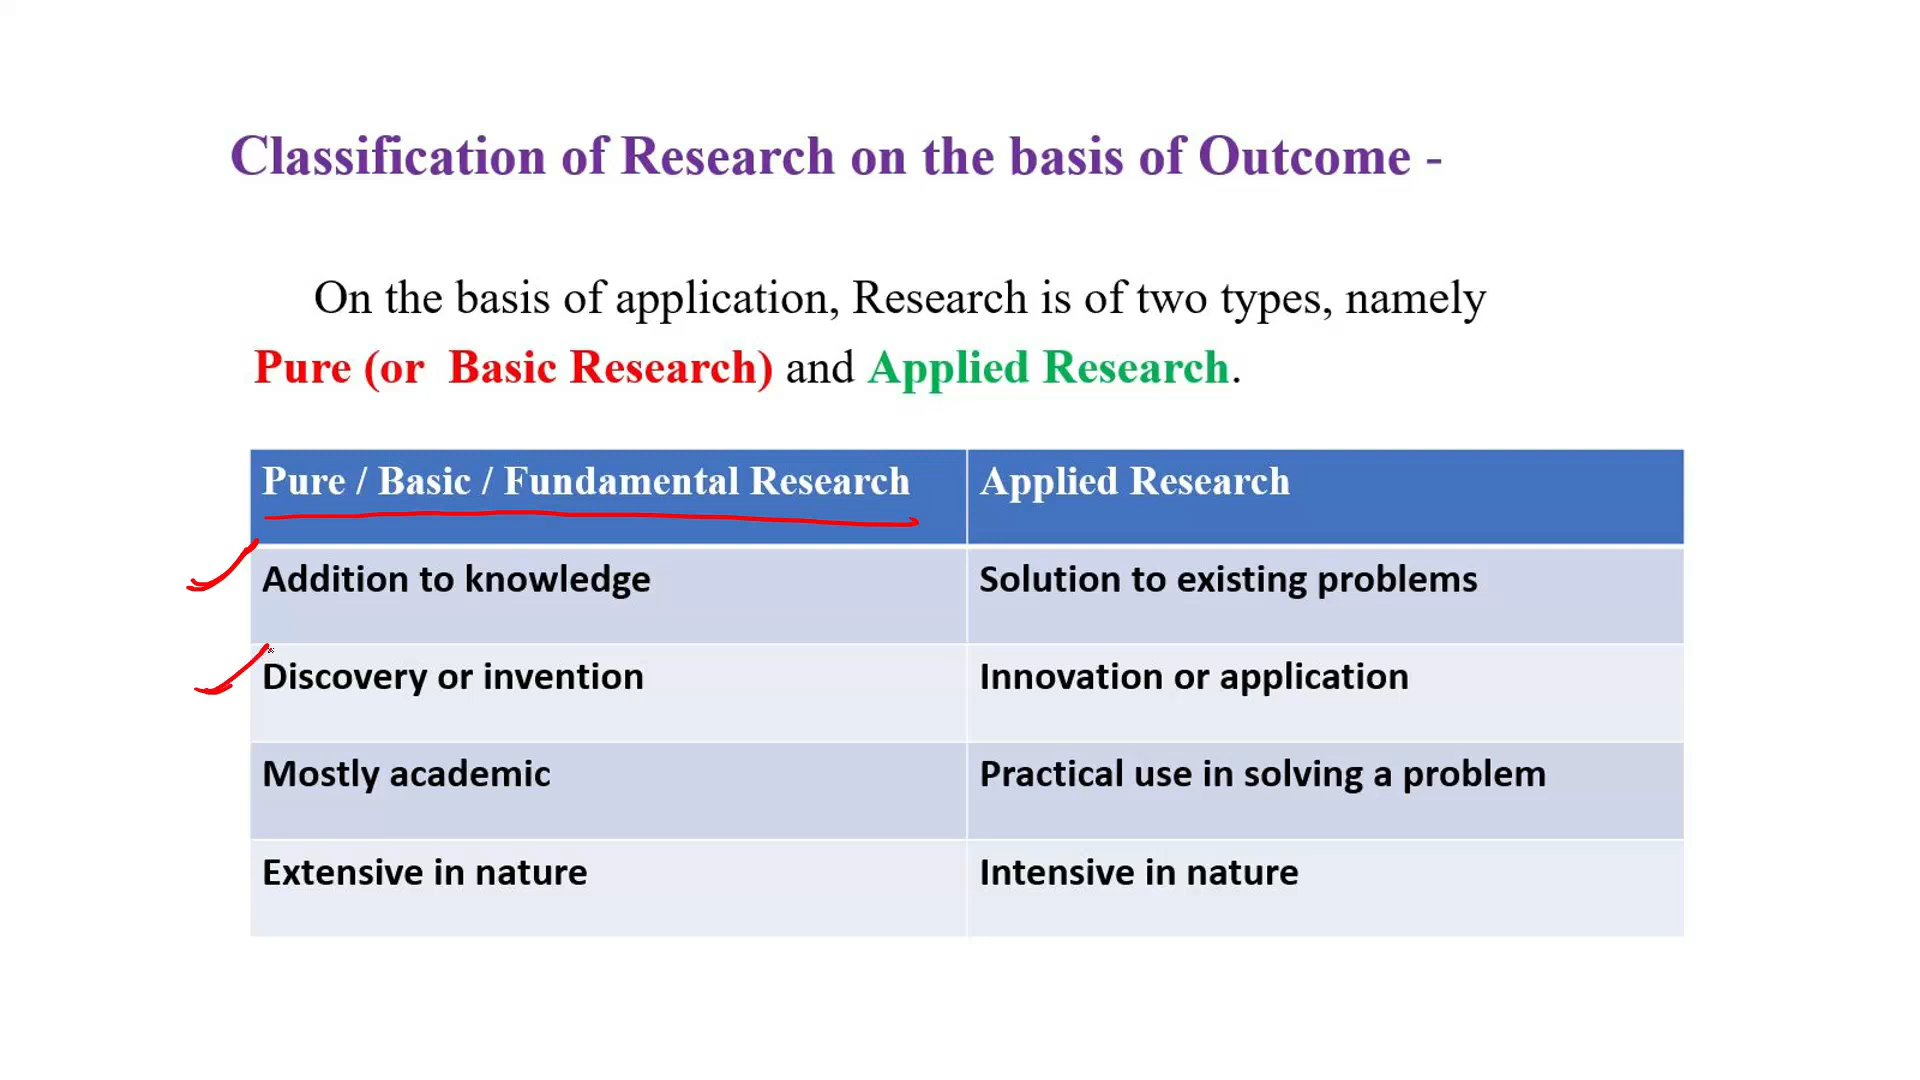 Classification of Research on the basis of Outcome -
On the basis of application, Research is of two types, namely
Pure (or Basic Research) and Applied Research.
Pure / Basic / Fundamental Research Applied Research
Addition to knowledge Solution to existing problems
Discovery or invention Innovation or application
Mostly academic Practical use in solving a problem
Extensive in nature Intensive in nature